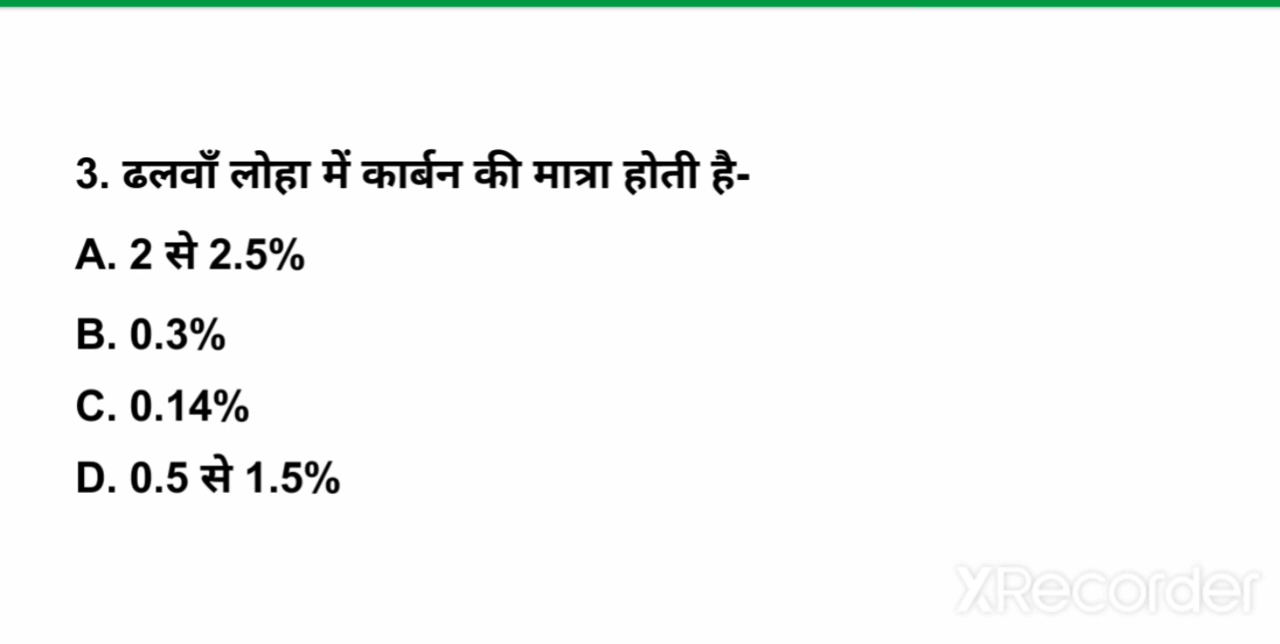 3. ढलवाँ लोहा में कार्बन की मात्रा होती है-
A. 2 से 2.5%
B. 0.3%
C. 0.14%
D. 0.5 से 1.5%
XRecorder